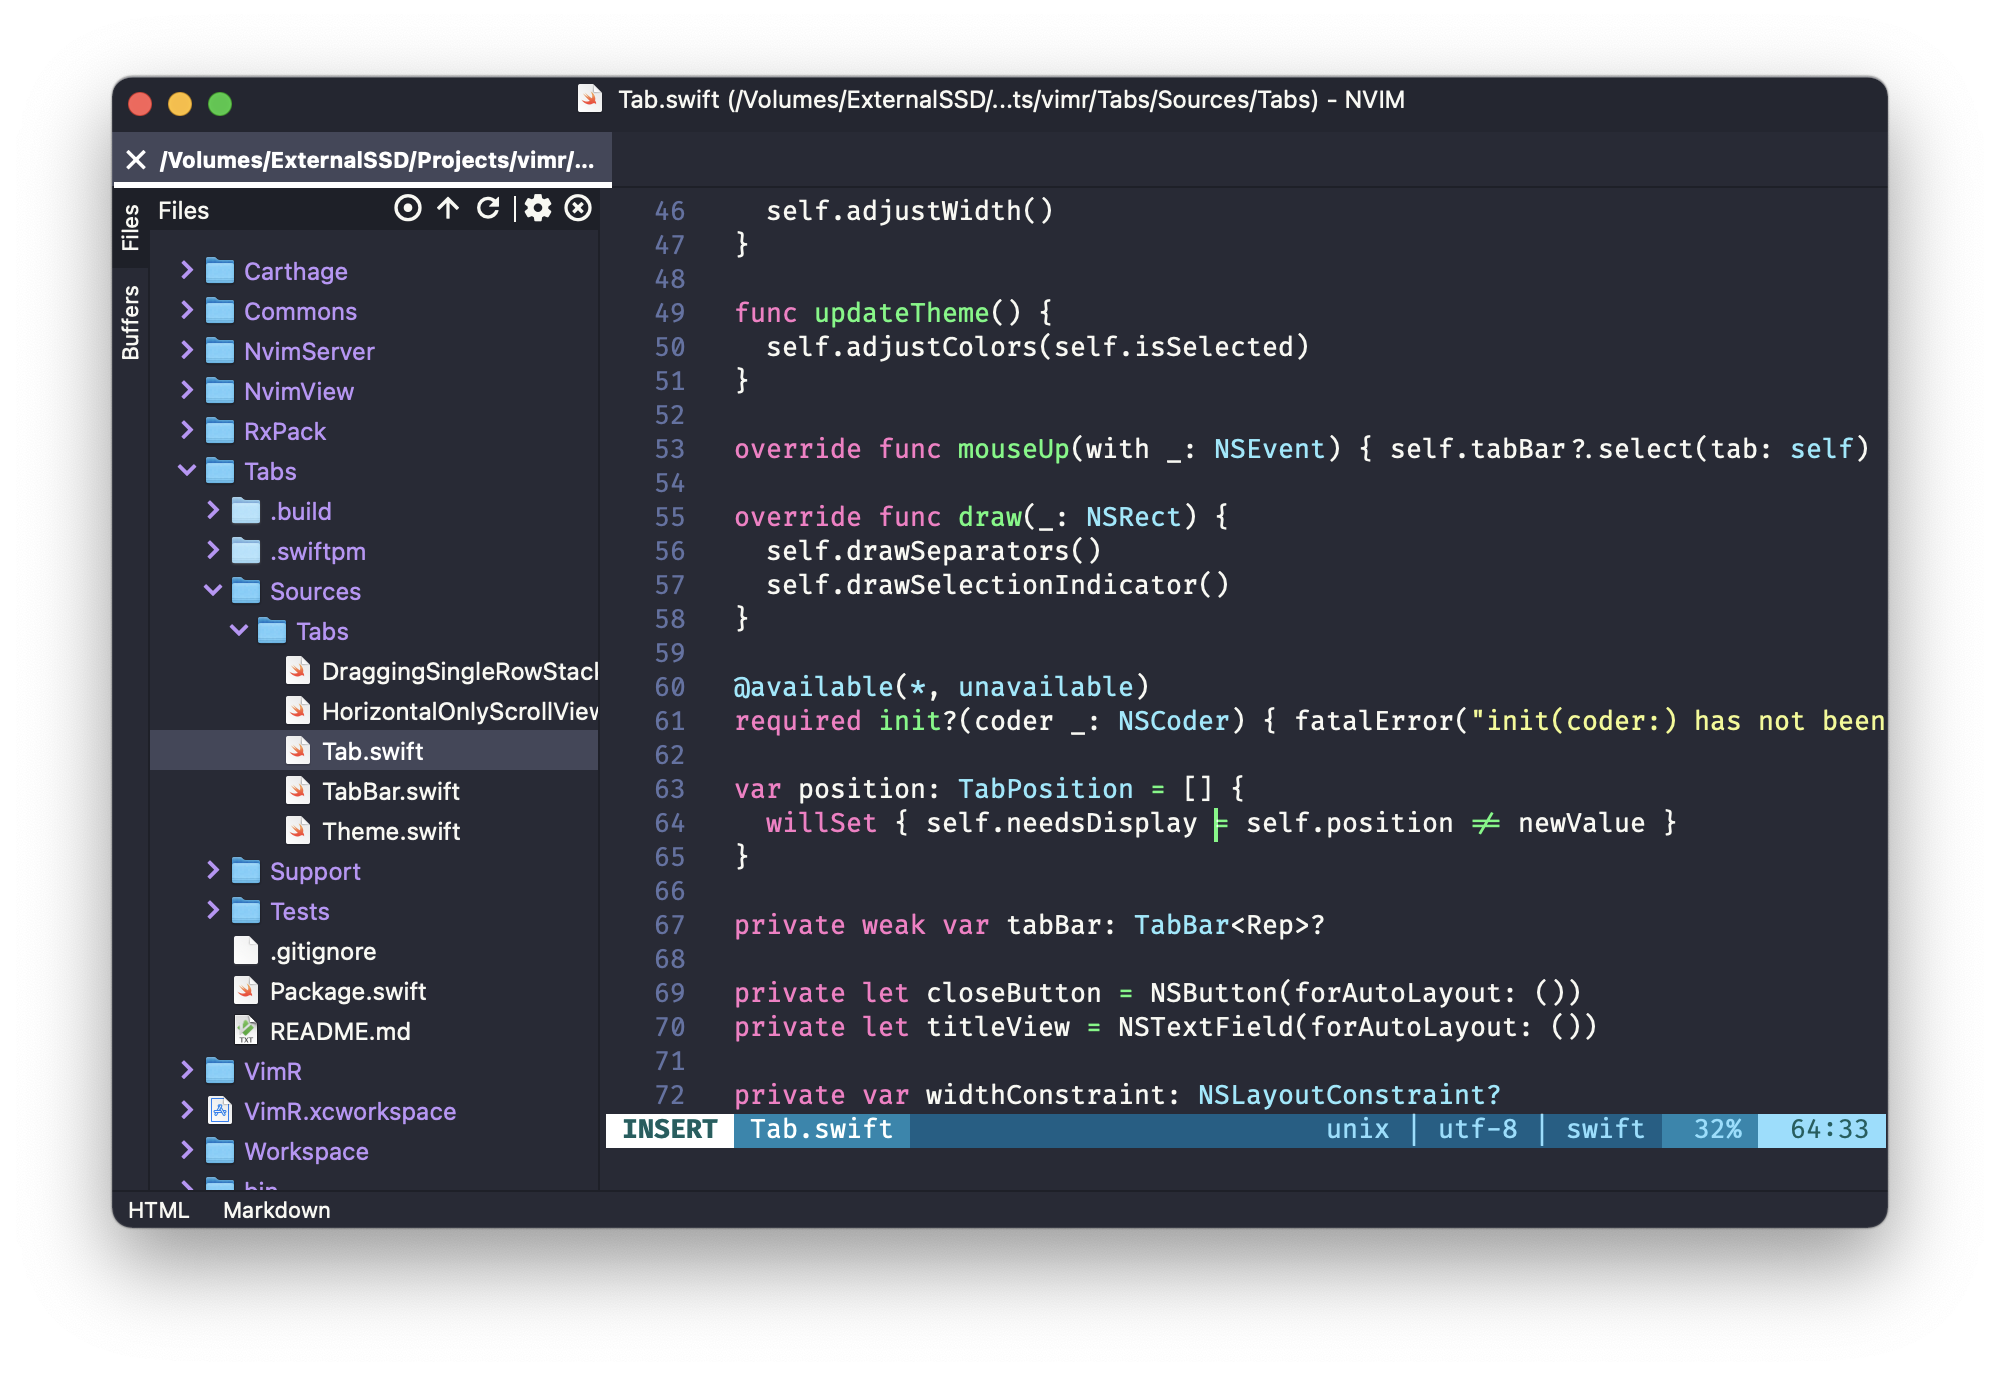 Tab.swift (/Volumes/ExternalSSD/...ts/vimr/Tabs/Sources/Tabs) - NVIM
/Volumes/ExternalSSD/Projects/vimr/...
Files
Buffers
Files
Carthage
Commons
NvimServer
NvimView
RxPack
Tabs
.build
.swiftpm
Sources
Tabs
DraggingSingleRowStac
HorizontalOnlyScrollView
Tab.swift
TabBar.swift
Theme.swift
Support
Tests
.gitignore
Package.swift
README.md
VimR
VimR.xcworkspace
Workspace
bin
46 self.adjustWidth()
47 }
48
49 func updateTheme() {
50 self.adjustColors(self.isSelected)
51 }
52
53 override func mouseUp(with _: NSEvent) { self.tabBar?.select(tab: self)
54
55 override func draw(_: NSRect) {
56 self.drawSeparators()
57 self.drawSelectionIndicator()
58 }
59
60 @available(*, unavailable)
61 required init?(coder _: NSCoder) { fatalError("init(coder:) has not been
62
63 var position: TabPosition = [] {
64 willSet { self.needsDisplay = self.position != newValue }
65 }
66
67 private weak var tabBar: TabBar<Rep>?
68
69 private let closeButton = NSButton(forAutoLayout: ())
70 private let titleView = NSTextField(forAutoLayout: ())
71
72 private var widthConstraint: NSLayoutConstraint?
INSERT Tab.swift unix | utf-8 | swift 32% 64:33
HTML Markdown